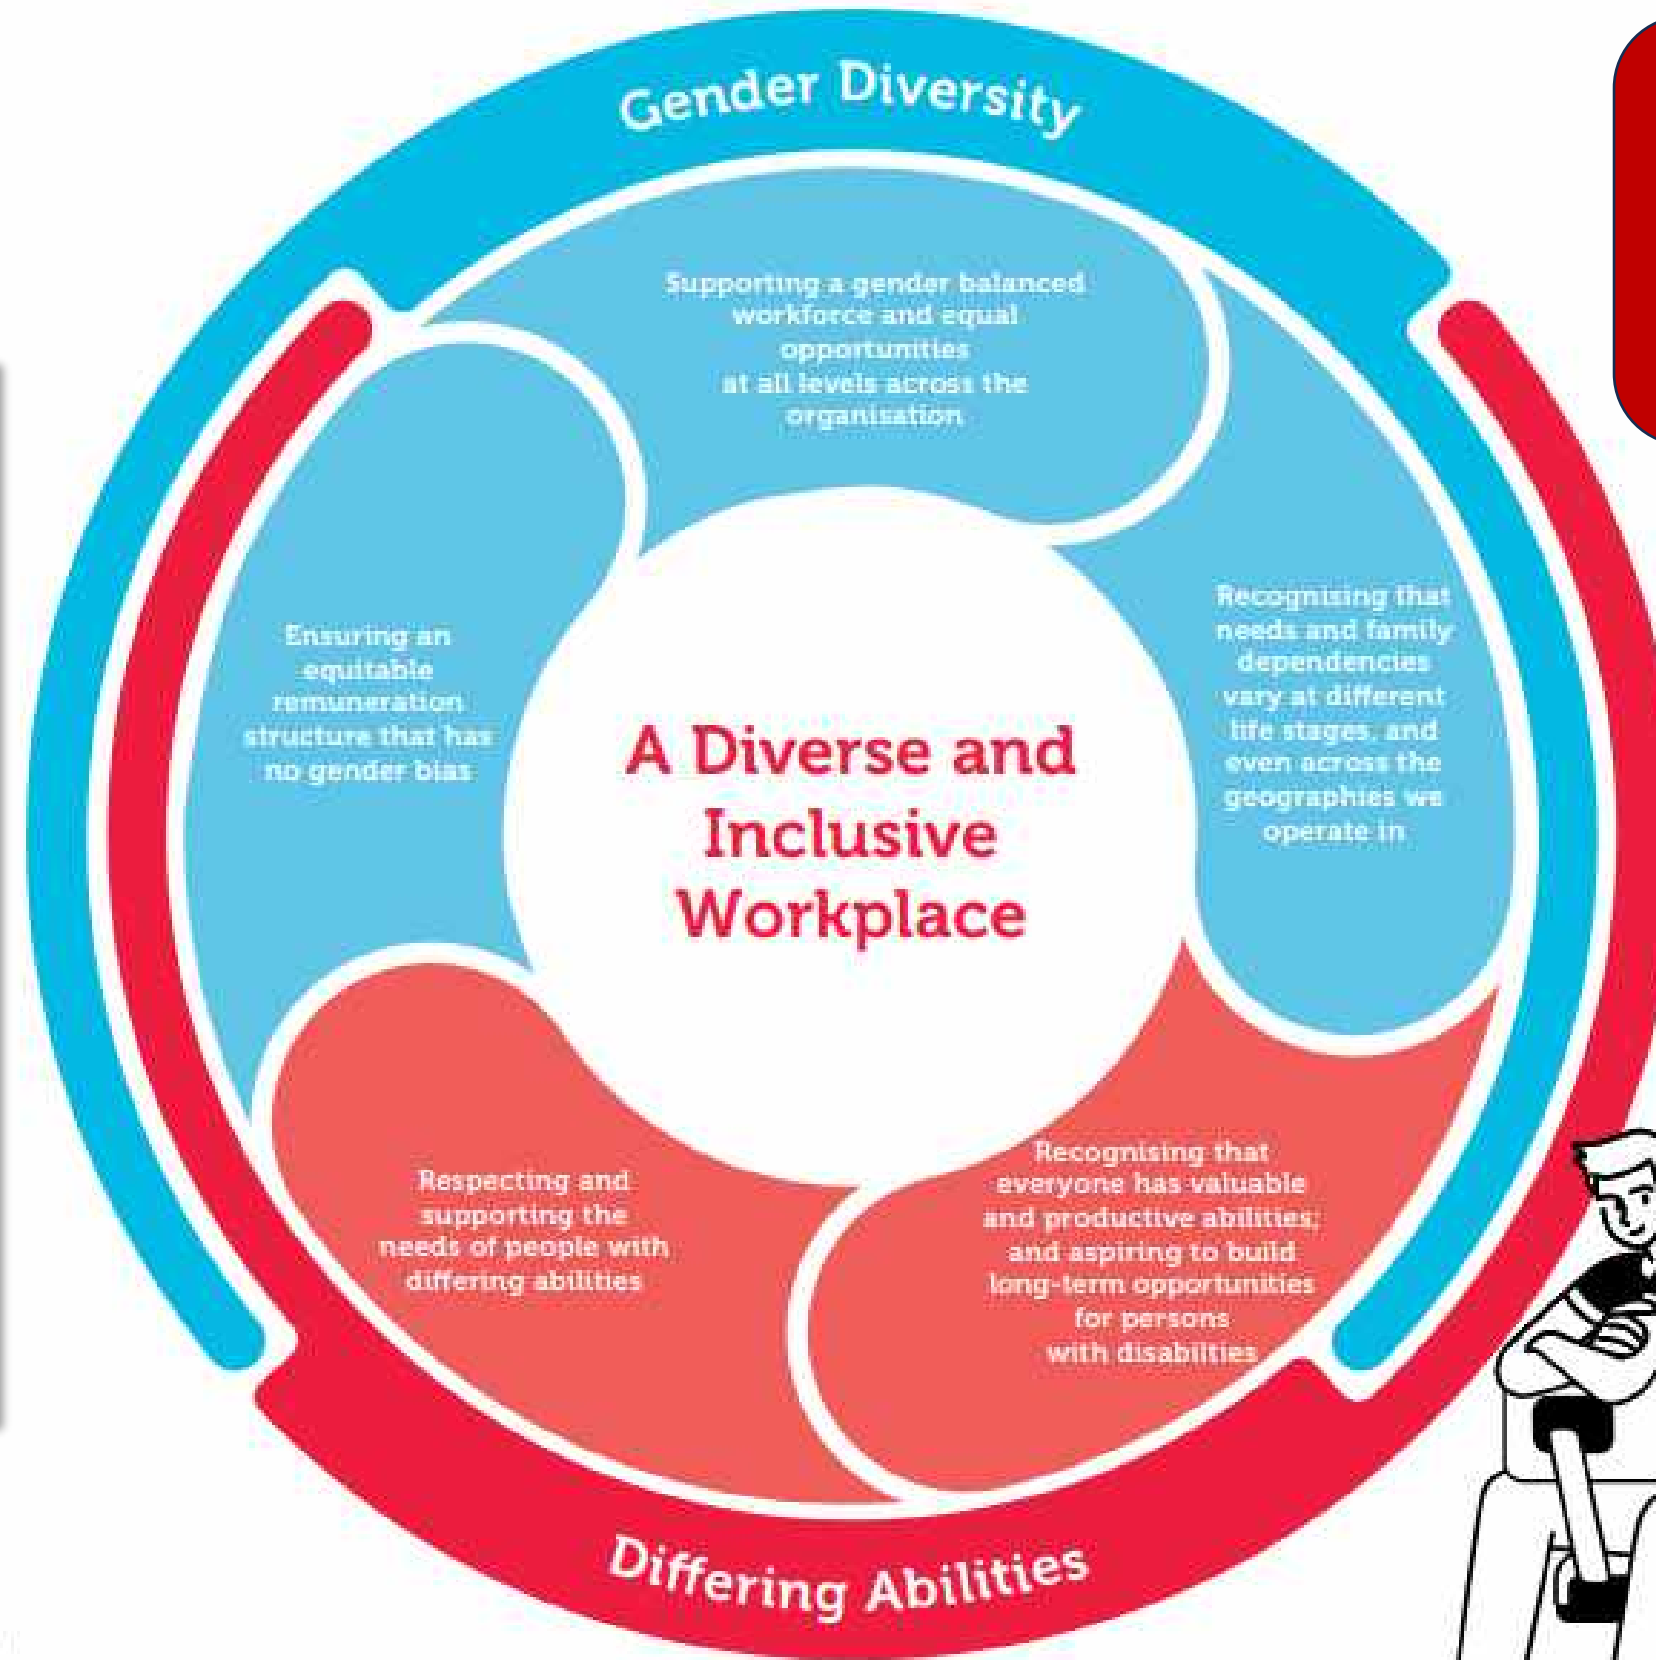 Gender Diversity
Supporting a gender balanced
workforce and equal
opportunities
at all levels across the
organisation
Recognising that
needs and family
dependencies
vary at different
life stages, and
even across the
geographies we
operate in
Ensuring an
equitable
remuneration
structure that has
no gender bias
A Diverse and
Inclusive
Workplace
Respecting and
supporting the
needs of people with
differing abilities
Recognising that
everyone has valuable
and productive abilities;
and aspiring to build
long-term opportunities
for persons
with disabilties
Differing Abilities